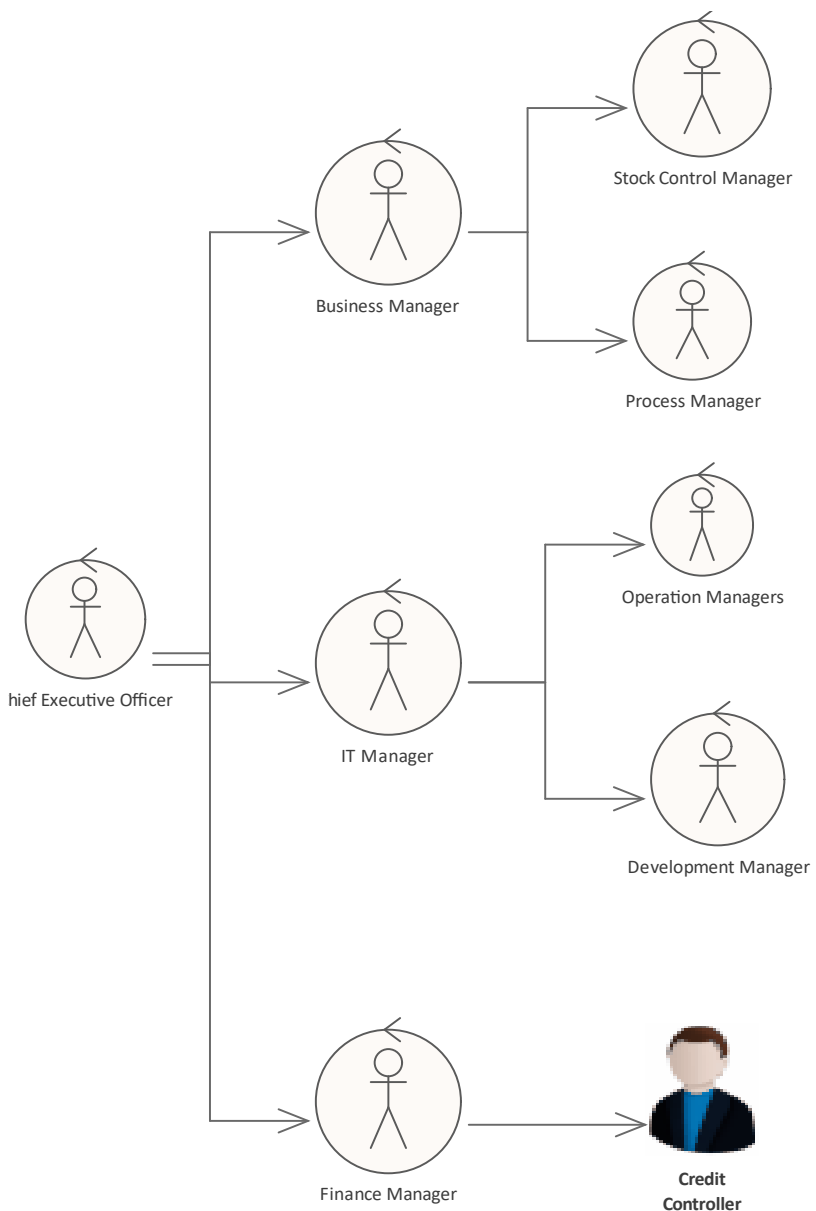 Stock Control Manager
Business Manager
Process Manager
Operation Managers
hief Executive Officer
IT Manager
Development Manager
Finance Manager
Credit
Controller